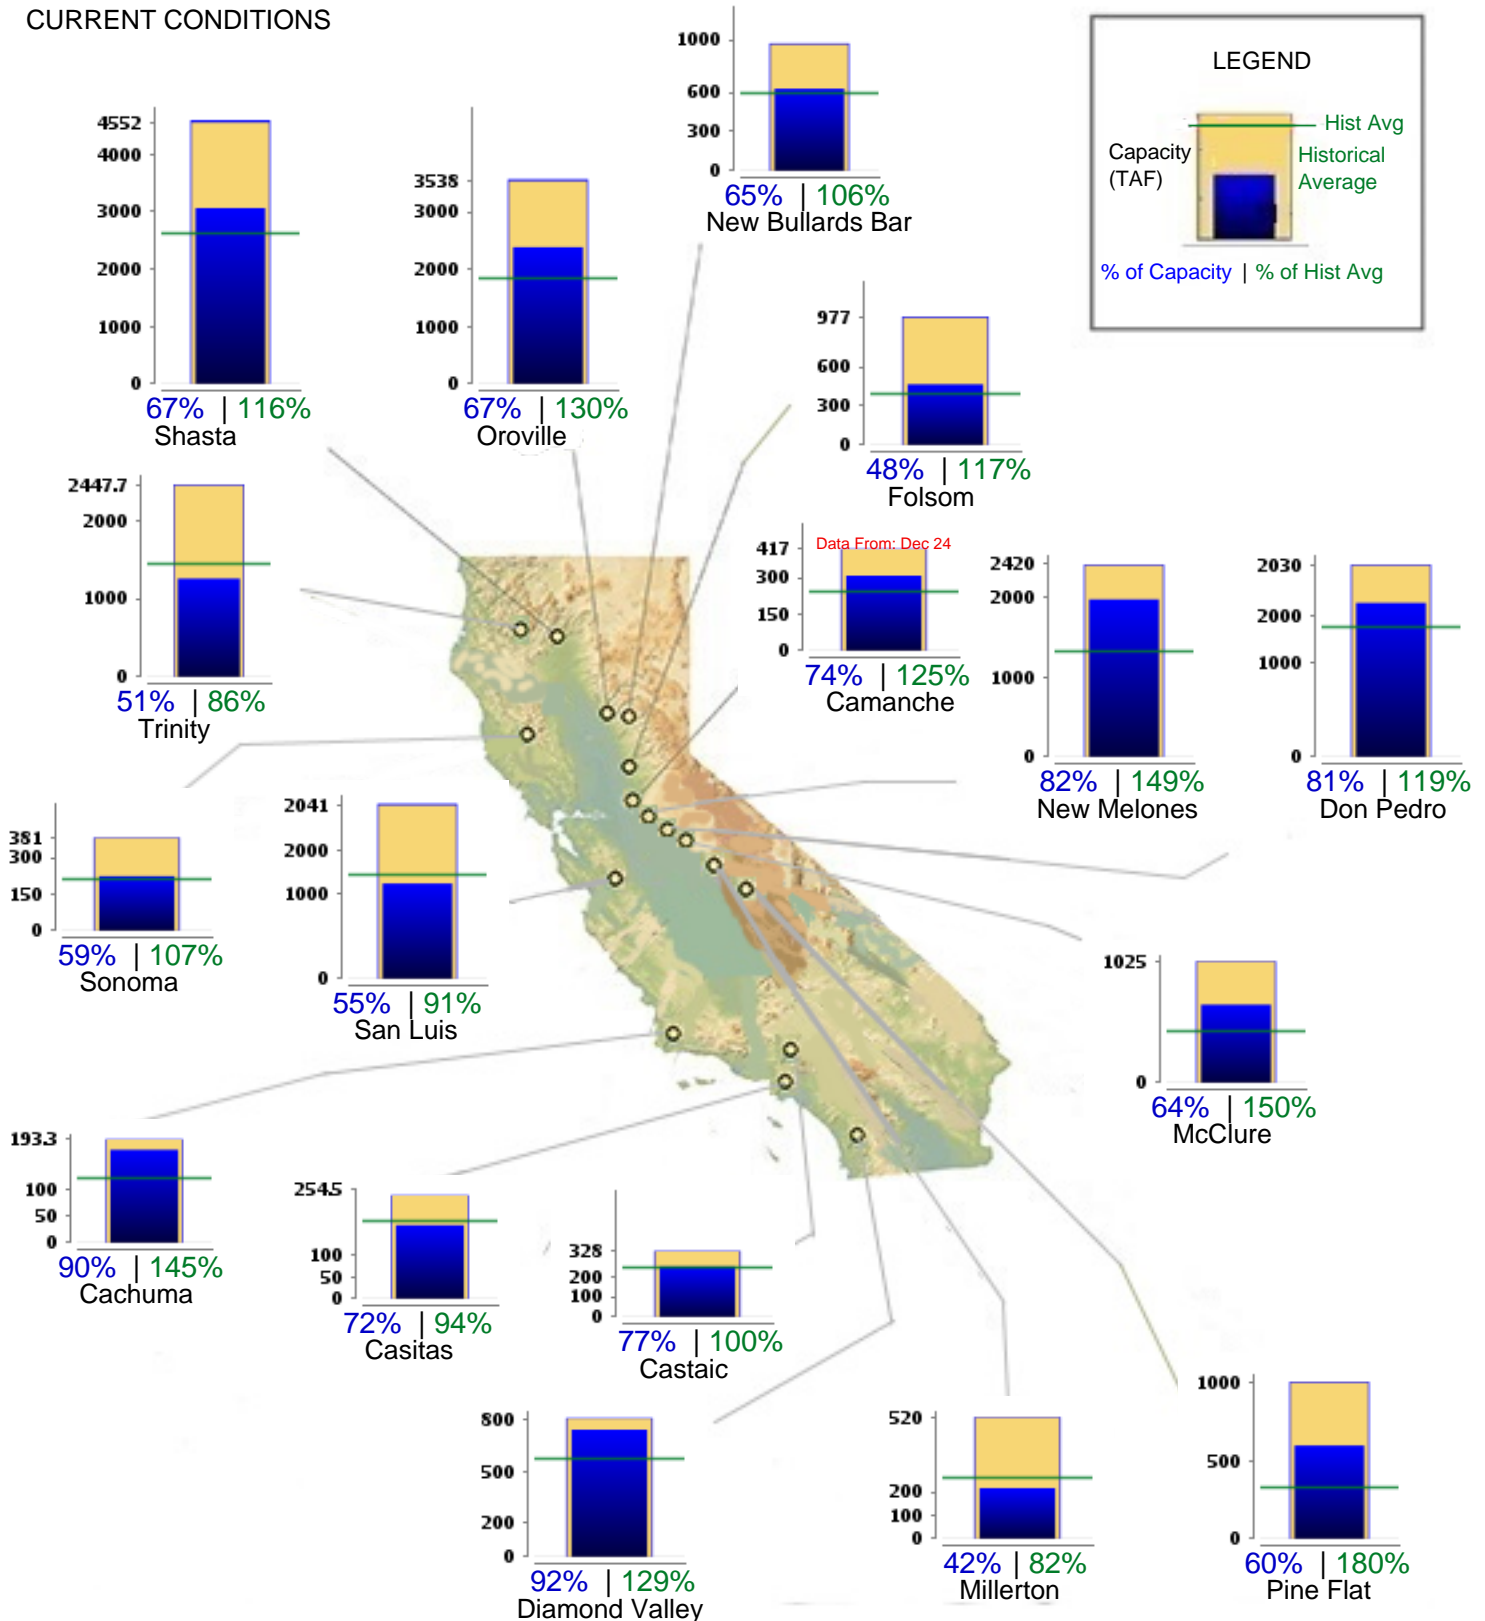 CURRENT CONDITIONS
LEGEND
Hist Avg
Capacity
(TAF)
Historical
Average
% of Capacity | % of Hist Avg
1000
600
300
0
65% | 106%
New Bullards Bar
4552
4000
3000
2000
1000
0
67% | 116%
Shasta
3538
3000
2000
1000
0
67% | 130%
Oroville
977
600
300
0
48% | 117%
Folsom
2447.7
2000
1000
0
51% | 86%
Trinity
Data From: Dec 24
417
300
150
0
74% | 125%
Camanche
2420
2000
1000
0
82% | 149%
New Melones
2030
2000
1000
0
81% | 119%
Don Pedro
381
300
150
0
59% | 107%
Sonoma
2041
2000
1000
0
55% | 91%
San Luis
1025
0
64% | 150%
McClure
193.3
100
50
0
90% | 145%
Cachuma
254.5
100
50
0
72% | 94%
Casitas
328
200
100
0
77% | 100%
Castaic
800
500
200
0
92% | 129%
Diamond Valley
520
200
100
0
42% | 82%
Millerton
1000
500
0
60% | 180%
Pine Flat